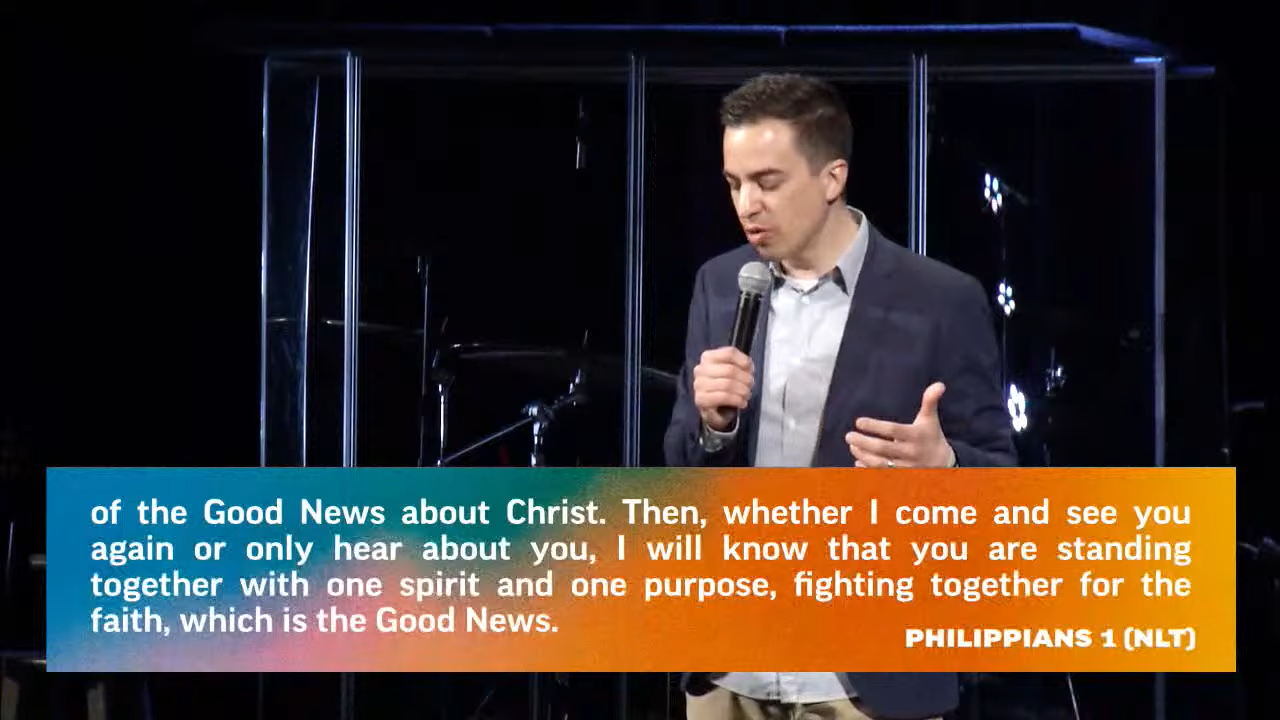 of the Good News about Christ. Then, whether I come and see you
again or only hear about you, I will know that you are standing
together with one spirit and one purpose, fighting together for the
faith, which is the Good News.
PHILIPPIANS 1 (NLT)